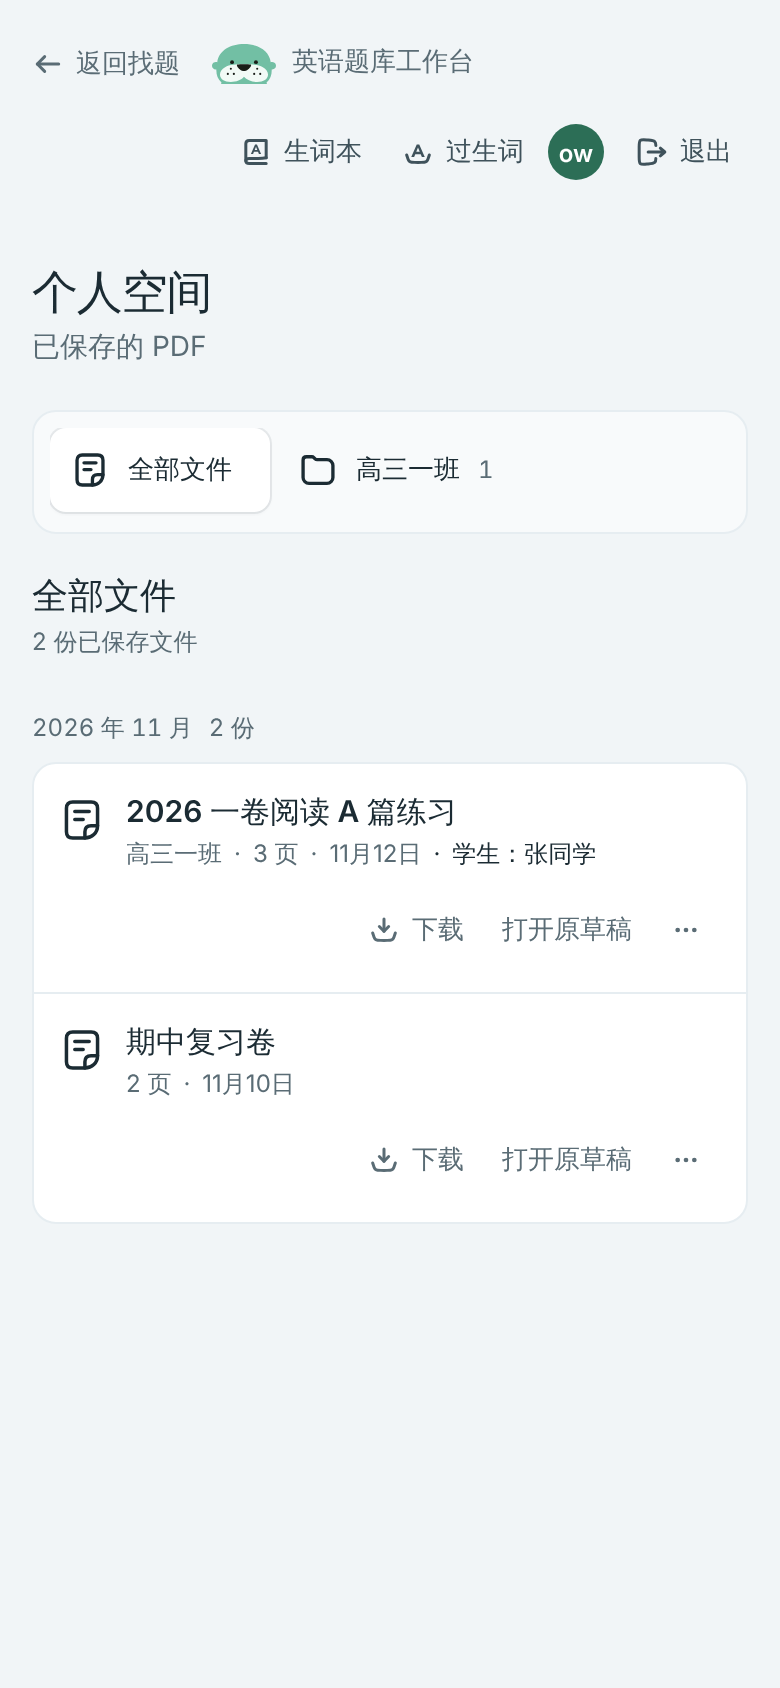 返回找题 英语题库工作台
生词本 过生词 ow 退出
个人空间
已保存的 PDF
全部文件 高三一班 1
全部文件
2 份已保存文件
2026 年 11 月 2 份
2026 一卷阅读 A 篇练习
高三一班 · 3 页 · 11月12日 · 学生：张同学
下载 打开原草稿 ···
期中复习卷
2 页 · 11月10日
下载 打开原草稿 ···